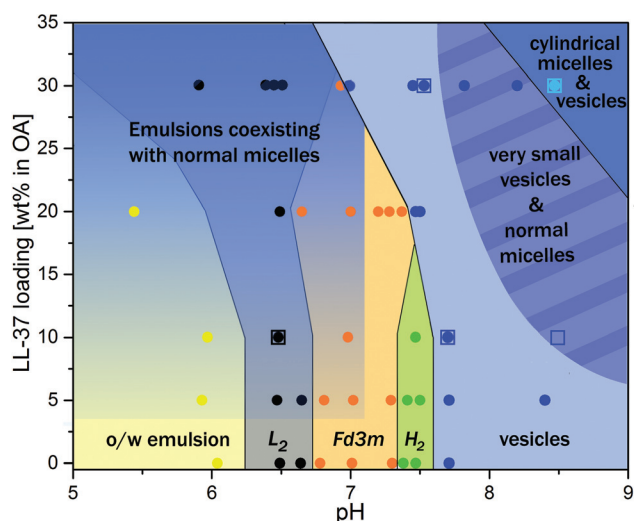 35
30
25
20
15
10
5
0
LL-37 loading [wt% in OA]
cylindrical
micelles
&
vesicles
Emulsions coexisting
with normal micelles
very small
vesicles
&
normal
micelles
o/w emulsion
L₂
Fd3m
H₂
vesicles
5
6
7
8
9
pH